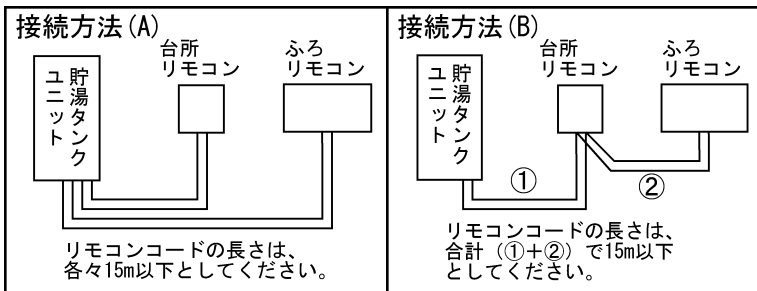 接続方法(A)
台所
リモコン
ふろ
リモコン
貯湯タンク
ユニット
リモコンコードの長さは、
各々15m以下としてください。
接続方法(B)
台所
リモコン
ふろ
リモコン
貯湯タンク
ユニット
①
②
リモコンコードの長さは、
合計(①+②)で15m以下
としてください。